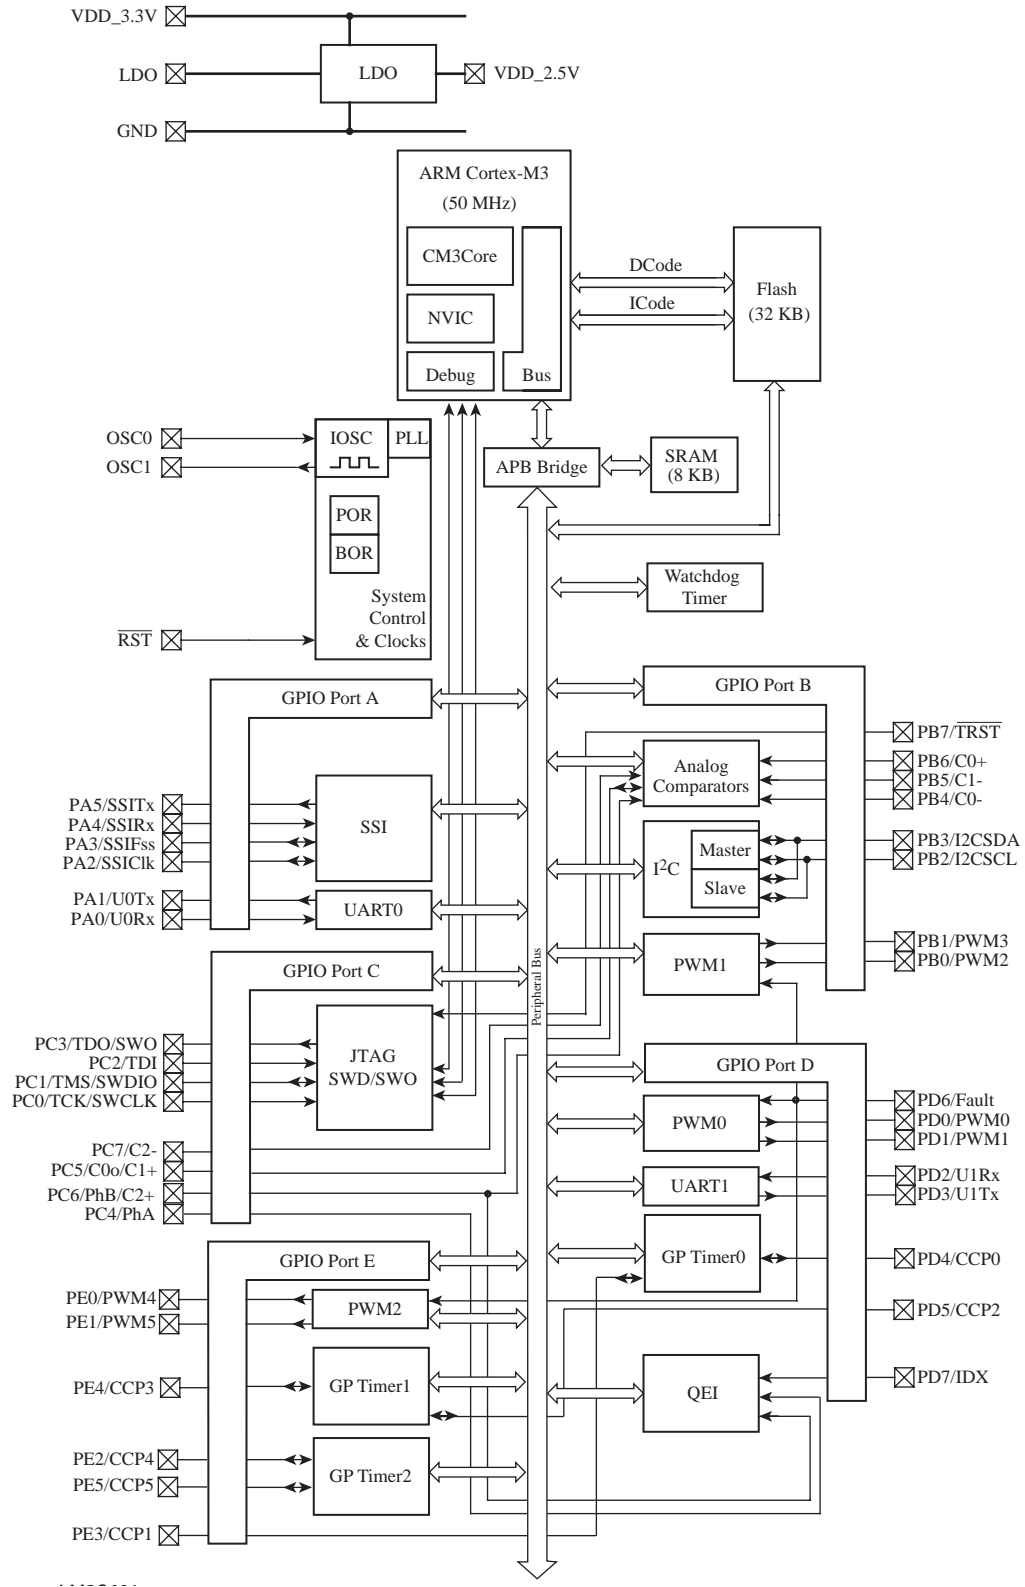 VDD_3.3V
LDO
LDO
VDD_2.5V
GND
ARM Cortex-M3
(50 MHz)
CM3Core
NVIC
Debug
Bus
DCode
ICode
Flash
(32 KB)
OSC0
OSC1
IOSC
PLL
POR
BOR
System
Control
& Clocks
RST
APB Bridge
SRAM
(8 KB)
Watchdog
Timer
GPIO Port A
GPIO Port B
PB7/TRST
PB6/C0+
PB5/C1-
PB4/C0-
Analog
Comparators
PA5/SSITx
PA4/SSIRx
PA3/SSIFss
PA2/SSIClk
SSI
I2C
Master
Slave
PB3/I2CSDA
PB2/I2CSCL
PA1/U0Tx
PA0/U0Rx
UART0
Peripheral Bus
PWM1
PB1/PWM3
PB0/PWM2
GPIO Port C
PC3/TDO/SWO
PC2/TDI
PC1/TMS/SWDIO
PC0/TCK/SWCLK
JTAG
SWD/SWO
GPIO Port D
PC7/C2-
PC5/C0o/C1+
PC6/PhB/C2+
PC4/PhA
PWM0
PD6/Fault
PD0/PWM0
PD1/PWM1
UART1
PD2/U1Rx
PD3/U1Tx
GP Timer0
PD4/CCP0
GPIO Port E
PE0/PWM4
PE1/PWM5
PWM2
PD5/CCP2
PE4/CCP3
GP Timer1
QEI
PD7/IDX
PE2/CCP4
PE5/CCP5
GP Timer2
PE3/CCP1